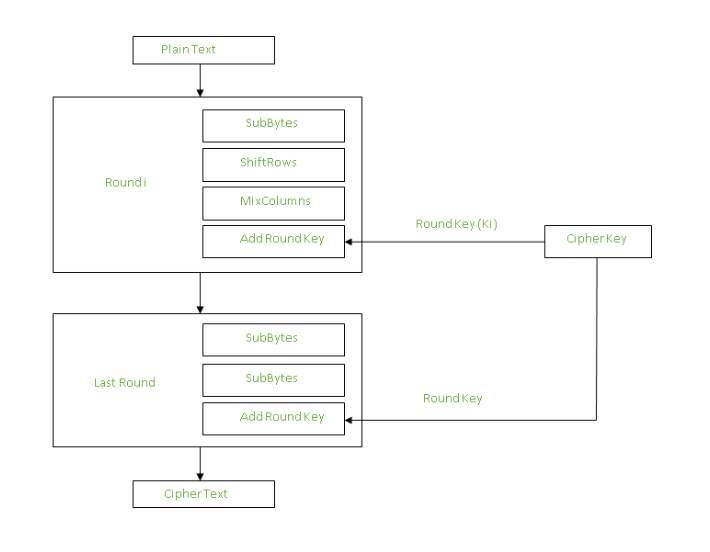 Plain Text
SubBytes
ShiftRows
Round i
MixColumns
Add Round Key
Round Key (Ki)
Cipher Key
SubBytes
SubBytes
Last Round
Add Round Key
Round Key
Cipher Text